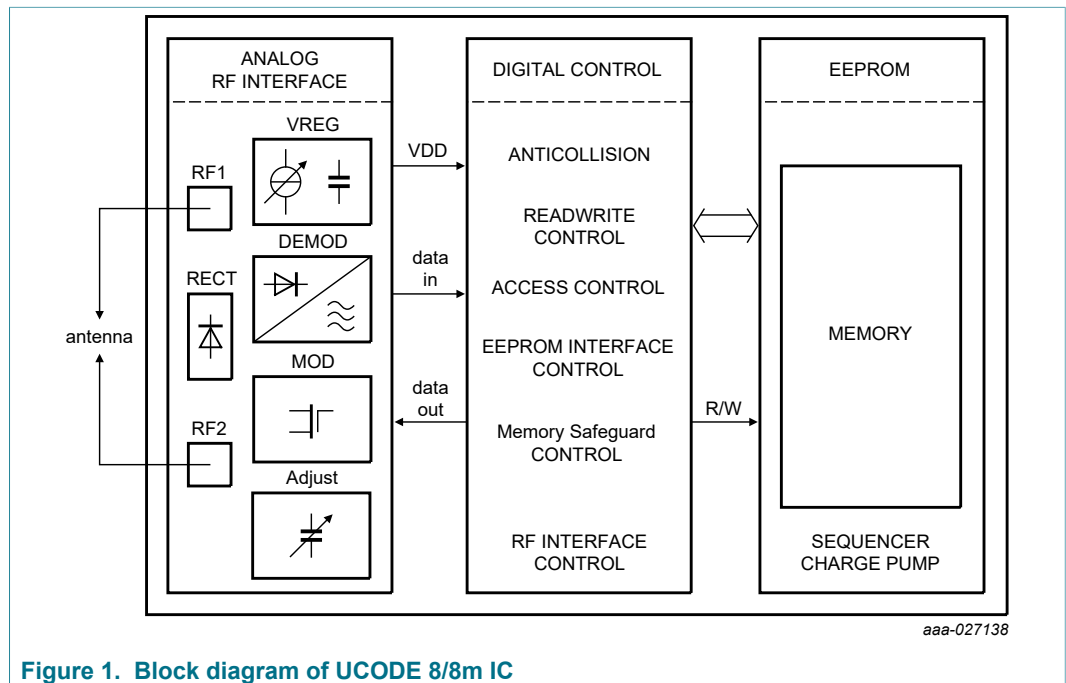 ANALOG
RF INTERFACE
VREG
RF1
DEMOD
RECT
antenna
MOD
RF2
Adjust
VDD
data
in
data
out
DIGITAL CONTROL
ANTICOLLISION
READWRITE
CONTROL
ACCESS CONTROL
EEPROM INTERFACE
CONTROL
Memory Safeguard
CONTROL
RF INTERFACE
CONTROL
R/W
EEPROM
MEMORY
SEQUENCER
CHARGE PUMP
aaa-027138
Figure 1. Block diagram of UCODE 8/8m IC